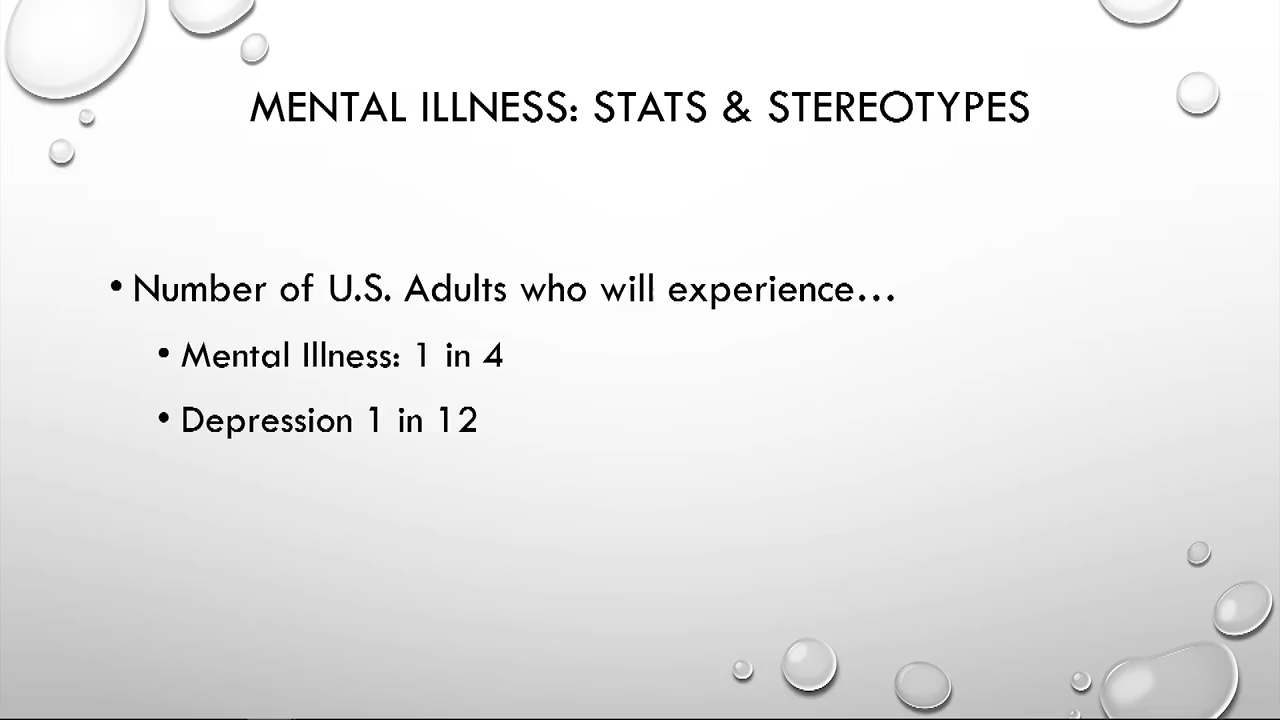 MENTAL ILLNESS: STATS & STEREOTYPES
• Number of U.S. Adults who will experience…
• Mental Illness: 1 in 4
• Depression 1 in 12